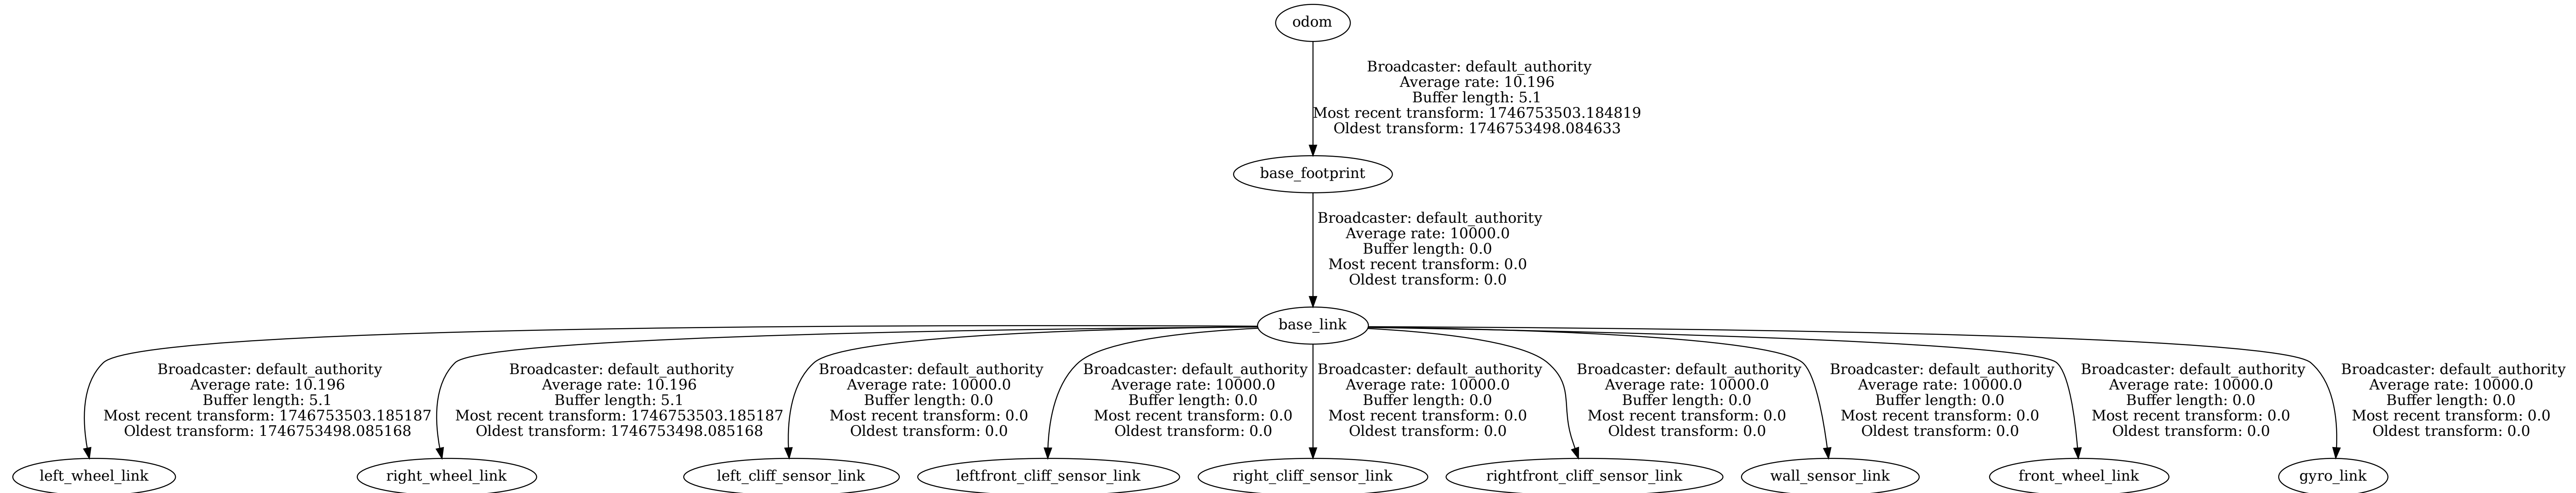 odom
Broadcaster: default_authority
Average rate: 10.196
Buffer length: 5.1
Most recent transform: 1746753503.184819
Oldest transform: 1746753498.084633
base_footprint
Broadcaster: default_authority
Average rate: 10000.0
Buffer length: 0.0
Most recent transform: 0.0
Oldest transform: 0.0
base_link
Broadcaster: default_authority
Average rate: 10.196
Buffer length: 5.1
Most recent transform: 1746753503.185187
Oldest transform: 1746753498.085168
Broadcaster: default_authority
Average rate: 10.196
Buffer length: 5.1
Most recent transform: 1746753503.185187
Oldest transform: 1746753498.085168
Broadcaster: default_authority
Average rate: 10000.0
Buffer length: 0.0
Most recent transform: 0.0
Oldest transform: 0.0
Broadcaster: default_authority
Average rate: 10000.0
Buffer length: 0.0
Most recent transform: 0.0
Oldest transform: 0.0
Broadcaster: default_authority
Average rate: 10000.0
Buffer length: 0.0
Most recent transform: 0.0
Oldest transform: 0.0
Broadcaster: default_authority
Average rate: 10000.0
Buffer length: 0.0
Most recent transform: 0.0
Oldest transform: 0.0
Broadcaster: default_authority
Average rate: 10000.0
Buffer length: 0.0
Most recent transform: 0.0
Oldest transform: 0.0
Broadcaster: default_authority
Average rate: 10000.0
Buffer length: 0.0
Most recent transform: 0.0
Oldest transform: 0.0
Broadcaster: default_authority
Average rate: 10000.0
Buffer length: 0.0
Most recent transform: 0.0
Oldest transform: 0.0
left_wheel_link
right_wheel_link
left_cliff_sensor_link
leftfront_cliff_sensor_link
right_cliff_sensor_link
rightfront_cliff_sensor_link
wall_sensor_link
front_wheel_link
gyro_link